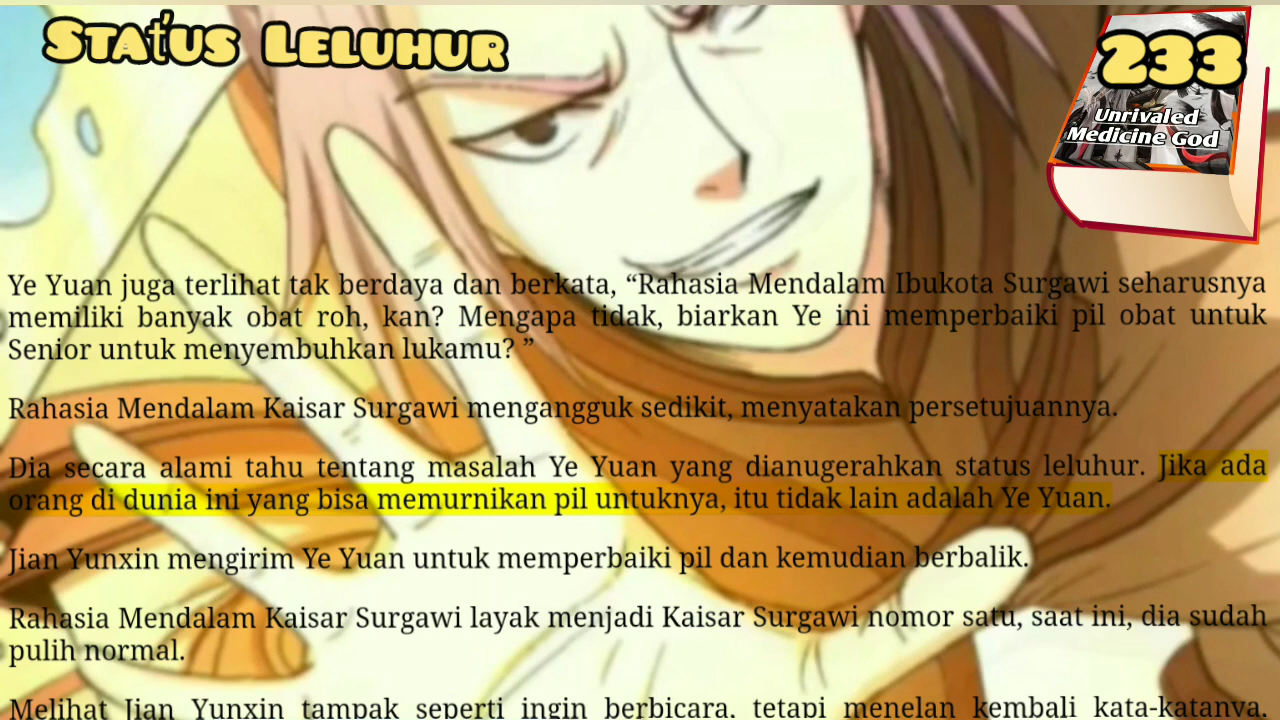 Status Leluhur
233
Unrivaled
Medicine God
Ye Yuan juga terlihat tak berdaya dan berkata, “Rahasia Mendalam Ibukota Surgawi seharusnya
memiliki banyak obat roh, kan? Mengapa tidak, biarkan Ye ini memperbaiki pil obat untuk
Senior untuk menyembuhkan lukamu? ”
Rahasia Mendalam Kaisar Surgawi mengangguk sedikit, menyatakan persetujuannya.
Dia secara alami tahu tentang masalah Ye Yuan yang dianugerahkan status leluhur. Jika ada
orang di dunia ini yang bisa memurnikan pil untuknya, itu tidak lain adalah Ye Yuan.
Jian Yunxin mengirim Ye Yuan untuk memperbaiki pil dan kemudian berbalik.
Rahasia Mendalam Kaisar Surgawi layak menjadi Kaisar Surgawi nomor satu, saat ini, dia sudah
pulih normal.
Melihat Jian Yunxin tampak seperti ingin berbicara, tetapi menelan kembali kata-katanya,